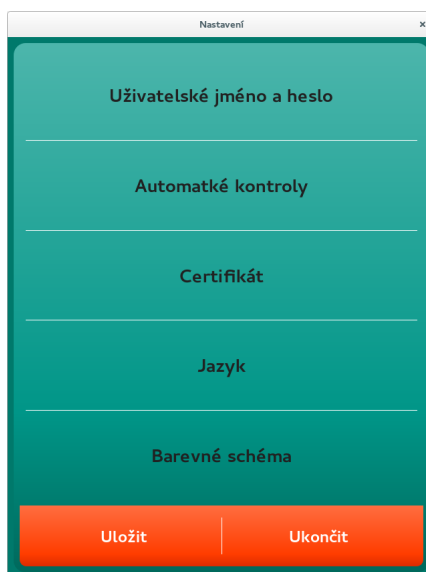 Nastavení
Uživatelské jméno a heslo
Automatké kontroly
Certifikát
Jazyk
Barevné schéma
Uložit Ukončit